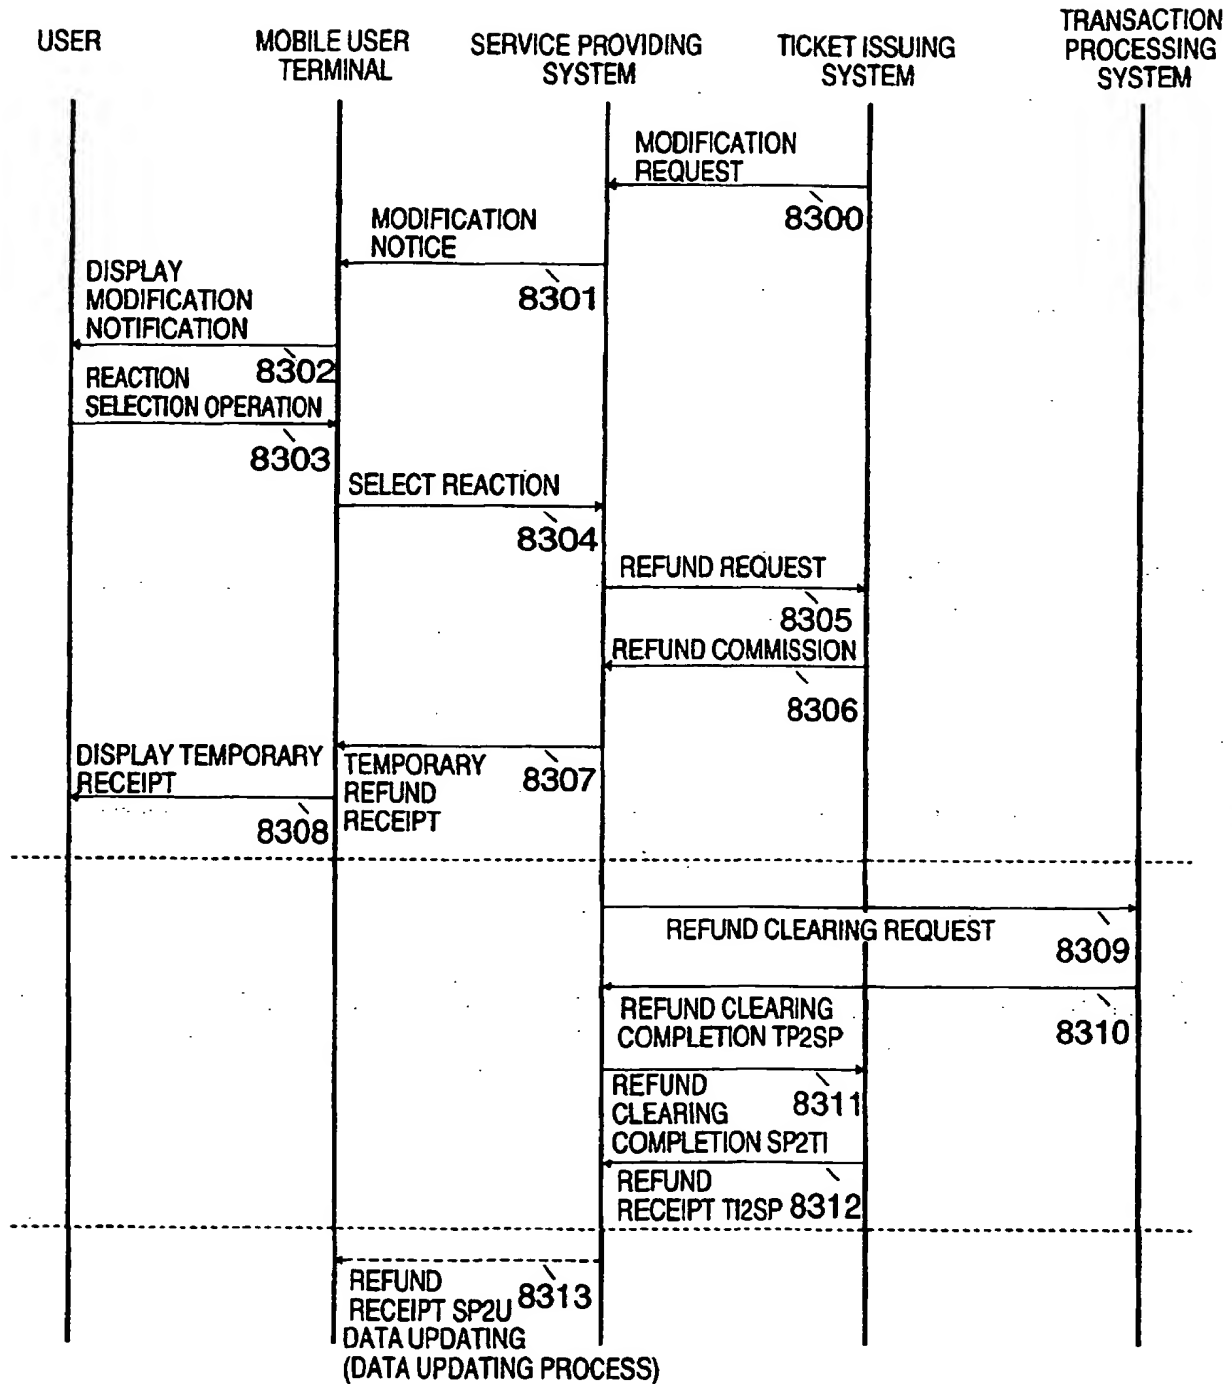 USER
MOBILE USER
TERMINAL
SERVICE PROVIDING
SYSTEM
TICKET ISSUING
SYSTEM
TRANSACTION
PROCESSING
SYSTEM
MODIFICATION
REQUEST
8300
MODIFICATION
NOTICE
8301
DISPLAY
MODIFICATION
NOTIFICATION
8302
REACTION
SELECTION OPERATION
8303
SELECT REACTION
8304
REFUND REQUEST
8305
REFUND COMMISSION
8306
DISPLAY TEMPORARY
RECEIPT
8308
TEMPORARY
REFUND
RECEIPT
8307
REFUND CLEARING REQUEST
8309
REFUND CLEARING
COMPLETION TP2SP
8310
REFUND
CLEARING
COMPLETION SP2TI
8311
REFUND
RECEIPT TI2SP 8312
REFUND
RECEIPT SP2U 8313
DATA UPDATING
(DATA UPDATING PROCESS)